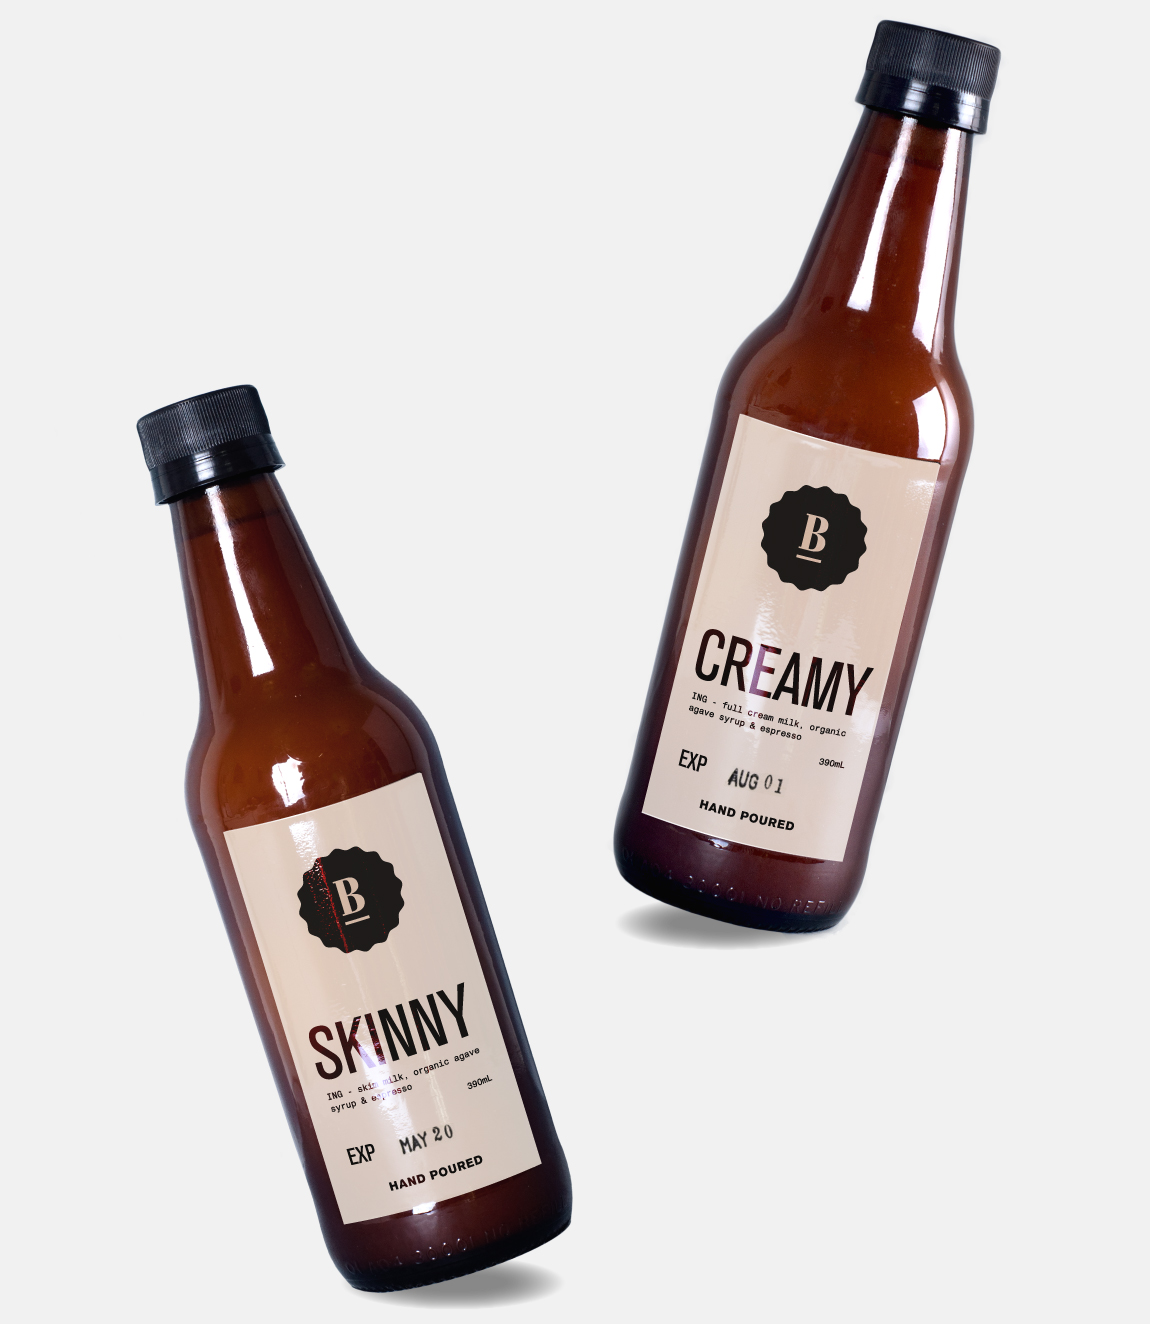 B
CREAMY
ING - full cream milk, organic
agave syrup & espresso
390mL
EXP AUG 01
HAND POURED
B
SKINNY
ING - skim milk, organic agave
syrup & espresso
390mL
EXP MAY 20
HAND POURED